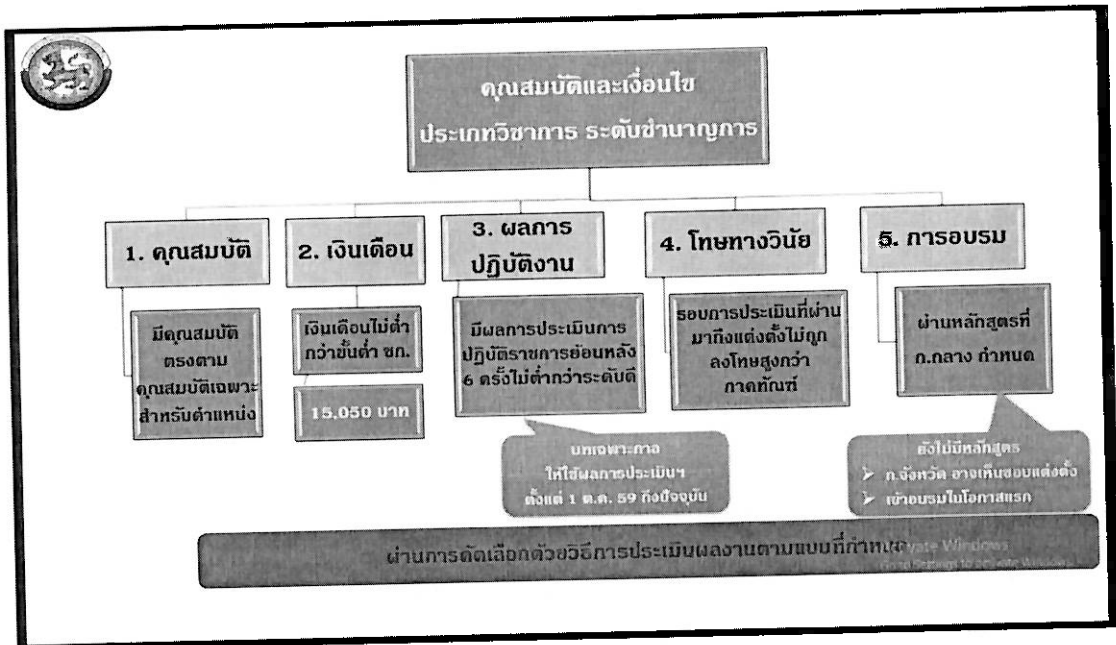 คุณสมบัติและเงื่อนไข
ประเภทวิชาการ ระดับชำนาญการ
1. คุณสมบัติ
มีคุณสมบัติ
ตรงตาม
คุณสมบัติเฉพาะ
สำหรับตำแหน่ง
2. เงินเดือน
เงินเดือนไม่ต่ำ
กว่าขั้นต่ำ ชก.
15,050 บาท
3. ผลการ
ปฏิบัติงาน
มีผลการประเมินการ
ปฏิบัติราชการย้อนหลัง
6 ครั้งไม่ต่ำกว่าระดับดี
บทเฉพาะกาล
ให้ใช้ผลการประเมินฯ
ตั้งแต่ 1 ต.ค. 59 ถึงปัจจุบัน
4. โทษทางวินัย
รอบการประเมินที่ผ่าน
มาถึงแต่งตั้งไม่ถูก
ลงโทษสูงกว่า
ภาคทัณฑ์
5. การอบรม
ผ่านหลักสูตรที่
ก.กลาง กำหนด
ยังไม่มีหลักสูตร
➢ ก.จังหวัด อาจเห็นชอบแต่งตั้ง
➢ เข้าอบรมในโอกาสแรก
ผ่านการคัดเลือกด้วยวิธีการประเมินผลงานตามแบบที่กำหนด
Windows